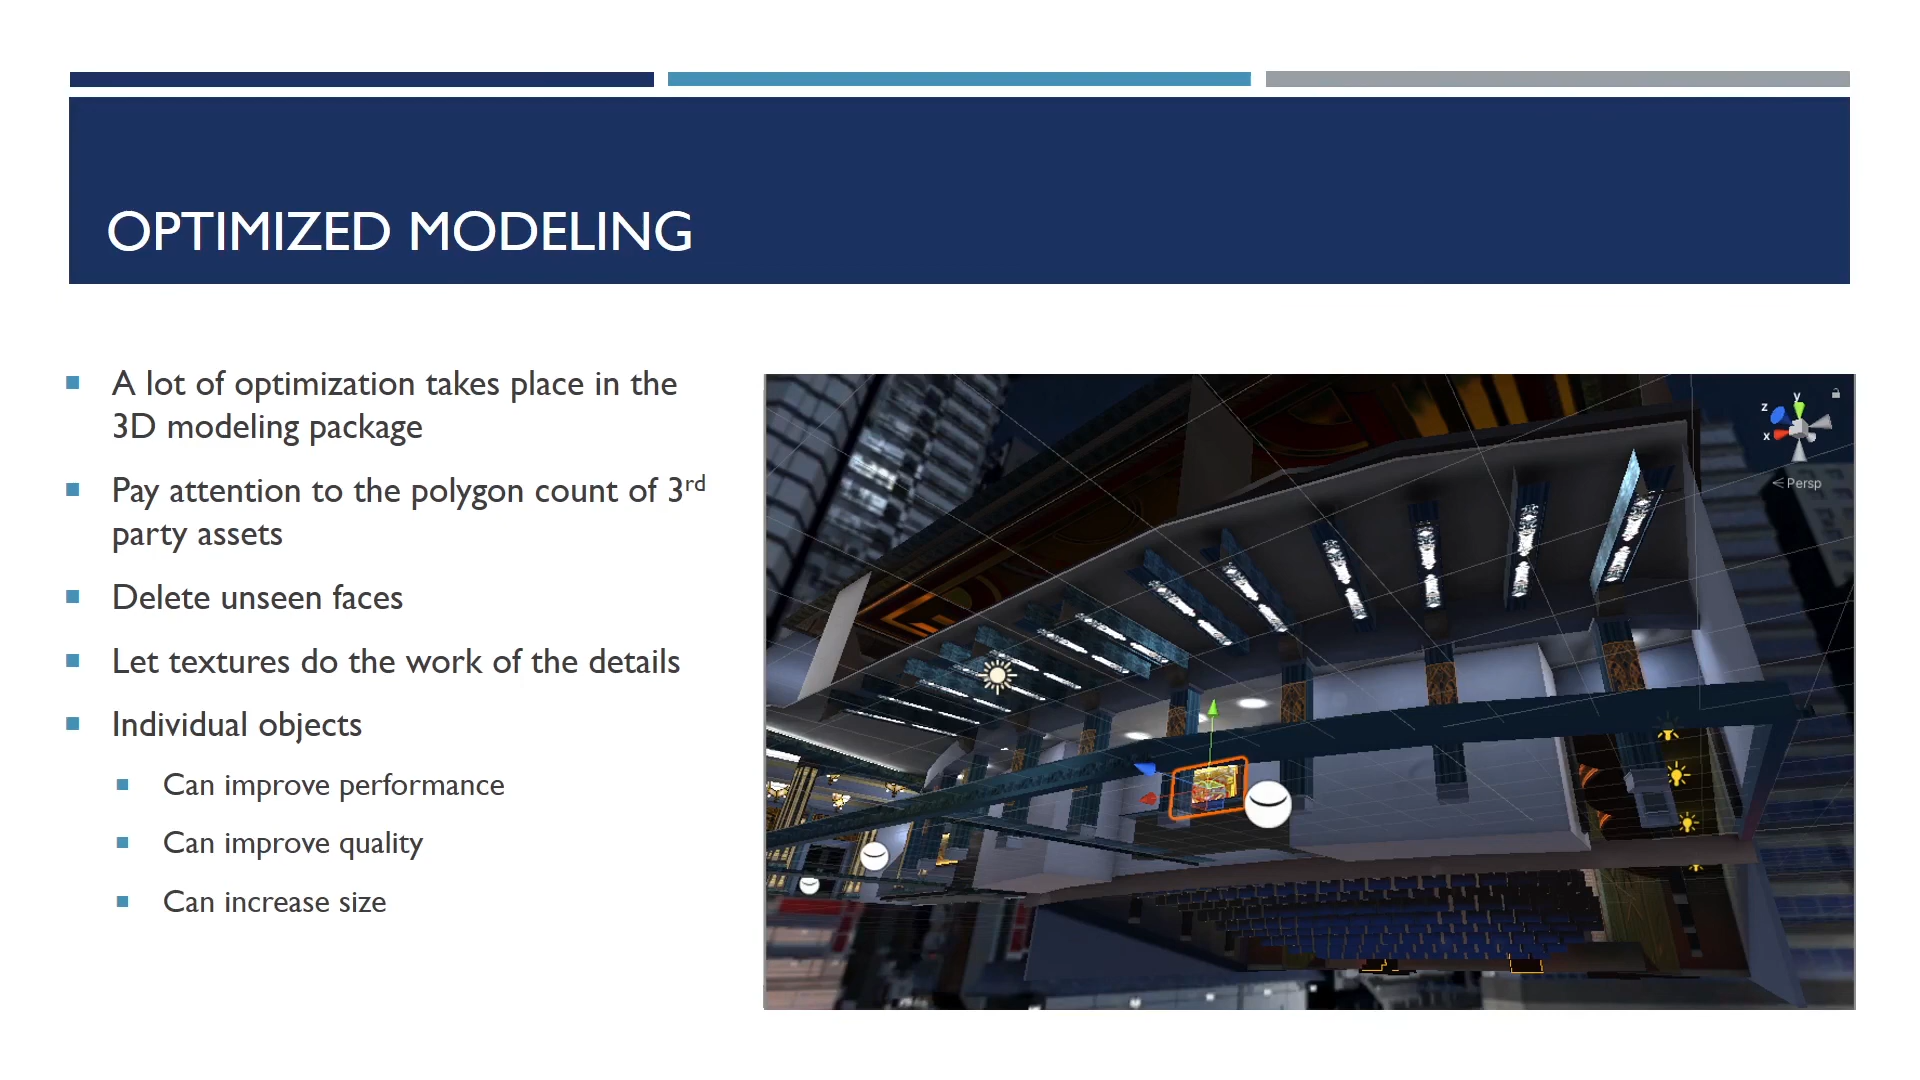 OPTIMIZED MODELING
A lot of optimization takes place in the
3D modeling package
Pay attention to the polygon count of 3rd
party assets
Delete unseen faces
Let textures do the work of the details
Individual objects
Can improve performance
Can improve quality
Can increase size
y
z
x
Persp